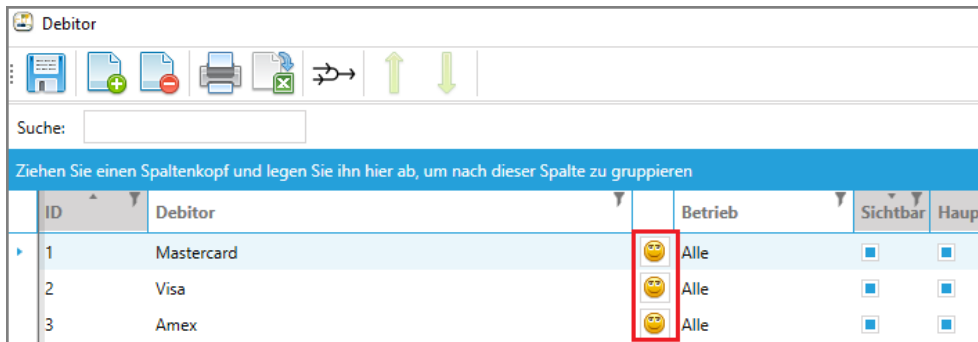 Debitor
Suche:
Ziehen Sie einen Spaltenkopf und legen Sie ihn hier ab, um nach dieser Spalte zu gruppieren
ID Debitor Betrieb Sichtbar Haup
1 Mastercard Alle
2 Visa Alle
3 Amex Alle